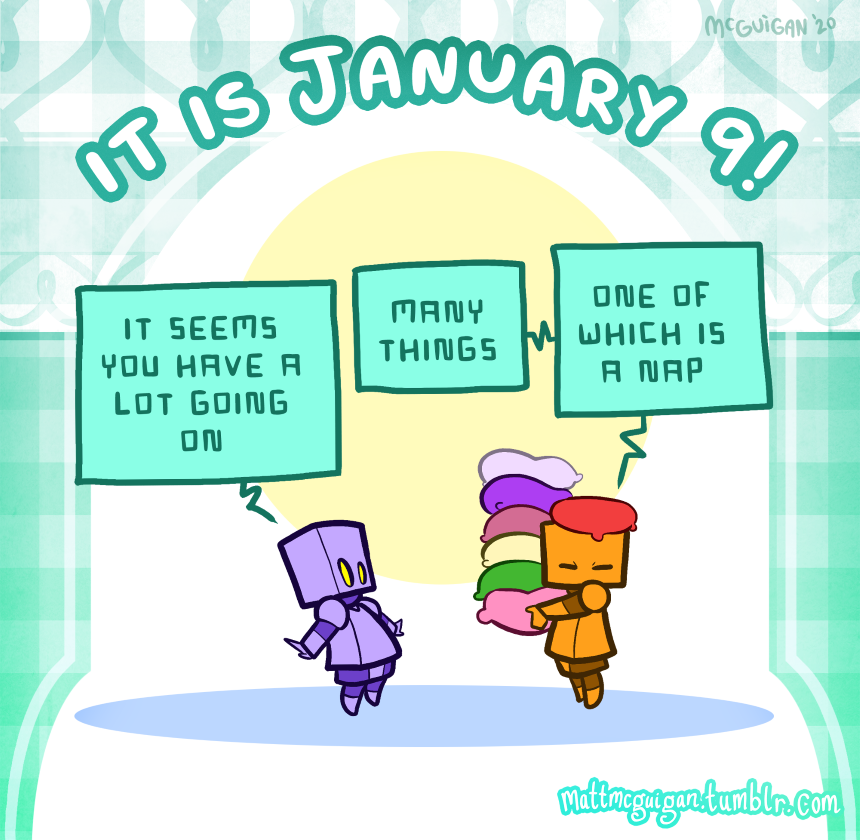 McGUiGAN '20
IT IS JANUARY 9!
IT SEEMS
YOU HAVE A
LOT GOING
ON
MANY
THINGS
ONE OF
WHICH IS
A NAP
mattmcguigan.tumblr.com